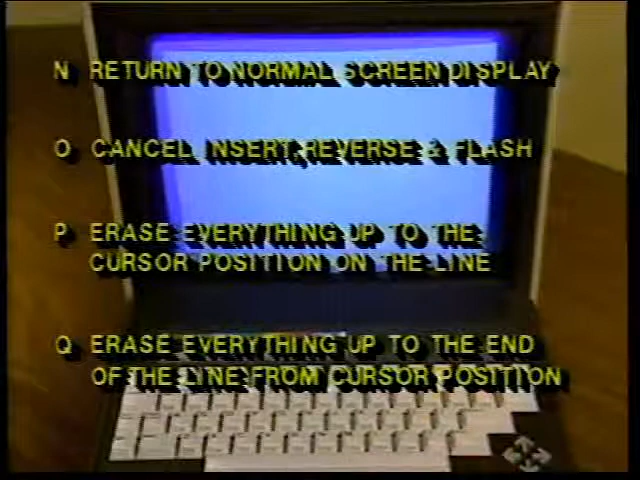 N RETURN TO NORMAL SCREEN DISPLAY
O CANCEL INSERT,REVERSE & FLASH
P ERASE EVERYTHING UP TO THE
CURSOR POSITION ON THE LINE
Q ERASE EVERYTHING UP TO THE END
OF THE LINE FROM CURSOR POSITION